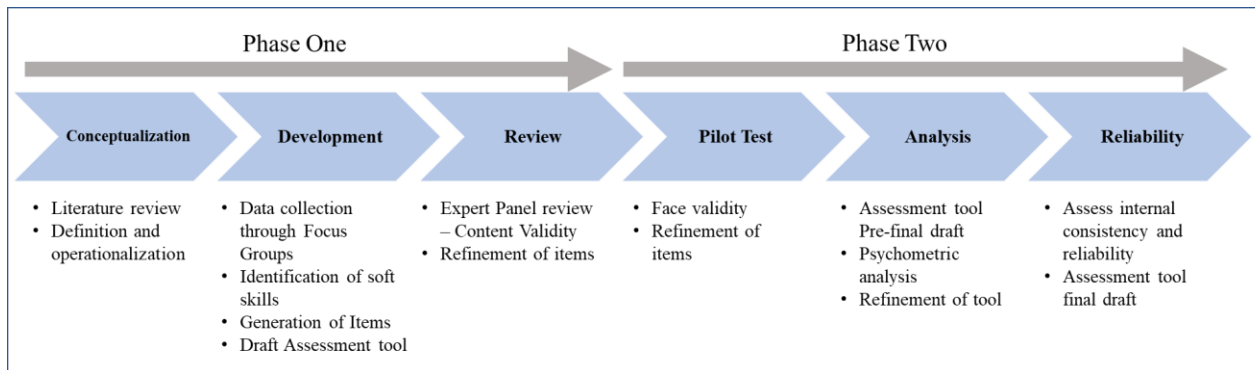 Phase One
Phase Two
Conceptualization
Development
Review
Pilot Test
Analysis
Reliability
• Literature review
• Definition and
operationalization
• Data collection
through Focus
Groups
• Identification of soft
skills
• Generation of Items
• Draft Assessment tool
• Expert Panel review
– Content Validity
• Refinement of items
• Face validity
• Refinement of
items
• Assessment tool
Pre-final draft
• Psychometric
analysis
• Refinement of tool
• Assess internal
consistency and
reliability
• Assessment tool
final draft